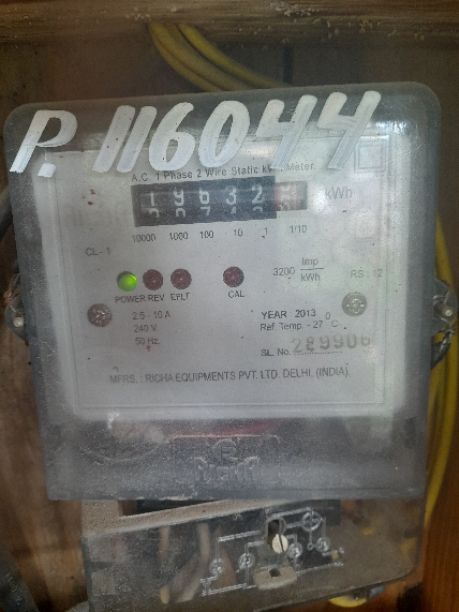 P. 116044
A.C. 1 Phase 2 Wire Static kWh Meter
19632 kWh
10000 1000 100 10 1 1/10
CL-1
3200 Imp/kWh
RS : 12
POWER REV EFLT CAL
2.5 - 10 A
240 V
50 Hz.
YEAR 2013
Ref. Temp. - 27 °C
SL. No. 289906
MFRS. : RICHA EQUIPMENTS PVT. LTD. DELHI. (INDIA)